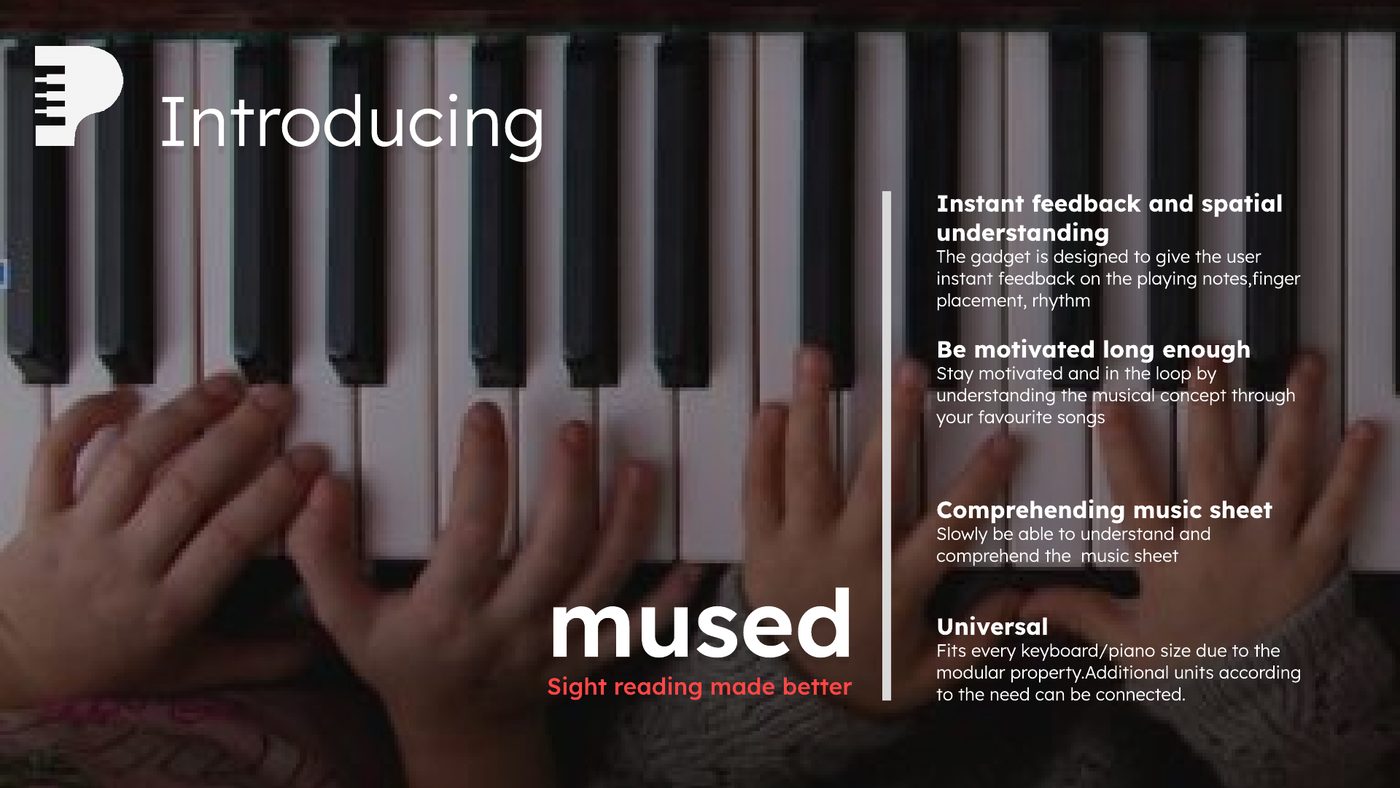 Introducing
mused
Sight reading made better
Instant feedback and spatial
understanding
The gadget is designed to give the user
instant feedback on the playing notes,finger
placement, rhythm
Be motivated long enough
Stay motivated and in the loop by
understanding the musical concept through
your favourite songs
Comprehending music sheet
Slowly be able to understand and
comprehend the  music sheet
Universal
Fits every keyboard/piano size due to the
modular property.Additional units according
to the need can be connected.